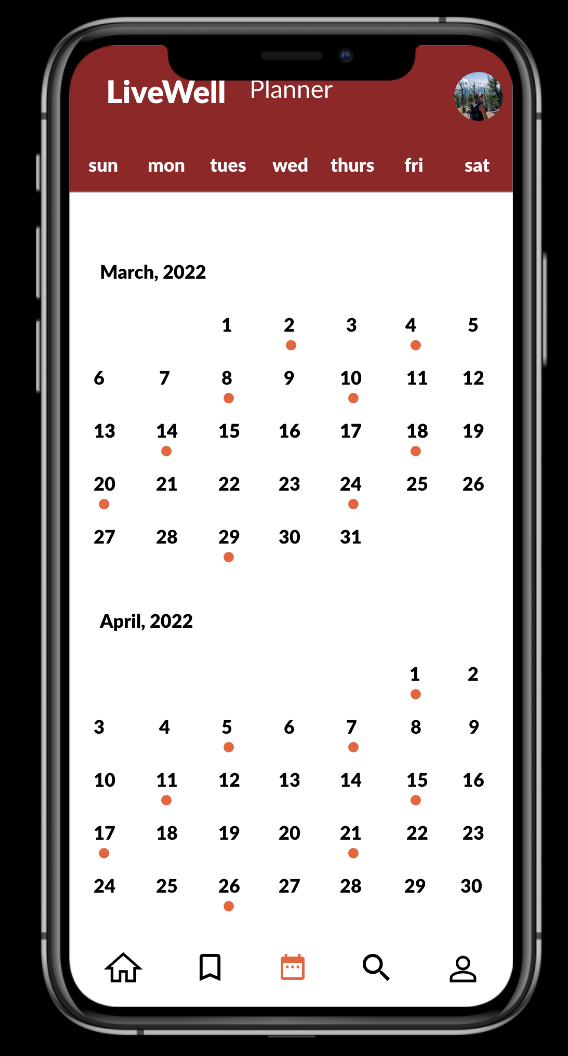 LiveWell Planner
sun mon tues wed thurs fri sat
March, 2022
1 2 3 4 5
6 7 8 9 10 11 12
13 14 15 16 17 18 19
20 21 22 23 24 25 26
27 28 29 30 31
April, 2022
1 2
3 4 5 6 7 8 9
10 11 12 13 14 15 16
17 18 19 20 21 22 23
24 25 26 27 28 29 30